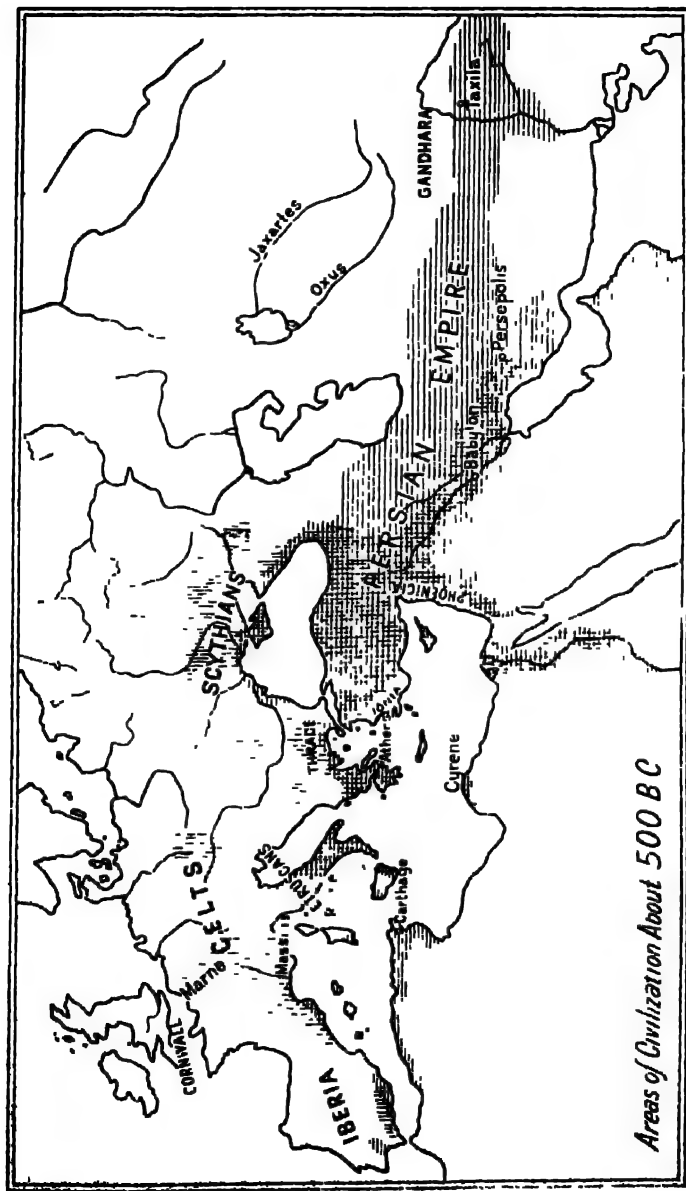 Jaxartes
Oxus
GANDHARA
Taxila
PERSIAN EMPIRE
Persepolis
Babylon
PHOENICIA
SCYTHIANS
THRACE
IONIA
Athens
Cyrene
CELTS
Marne
ETRUSCANS
Massilia
Carthage
CORNWALL
IBERIA
Areas of Civilization About 500 BC